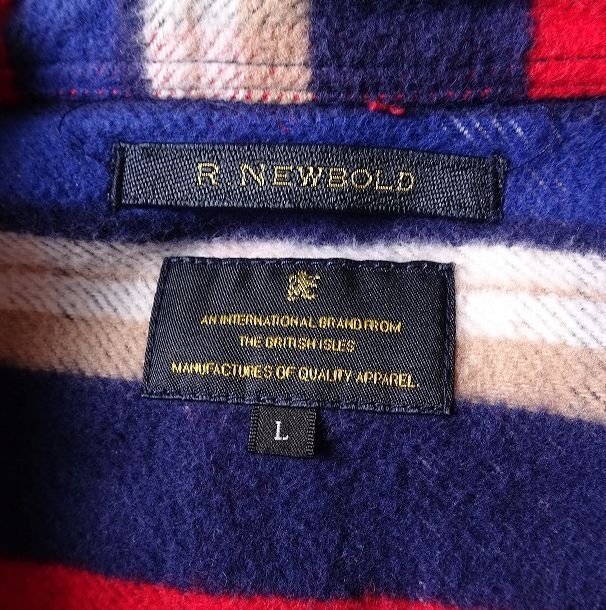 R. NEWBOLD
AN INTERNATIONAL BRAND FROM
THE BRITISH ISLES
MANUFACTURES OF QUALITY APPAREL.
L